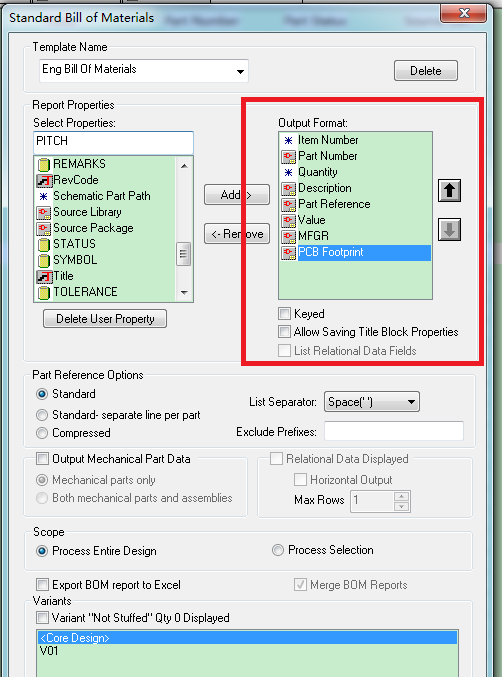 Part Number Part Status
Standard Bill of Materials
Template Name
Eng Bill Of Materials
Delete
Report Properties
Select Properties:
PITCH
REMARKS
RevCode
Schematic Part Path
Source Library
Source Package
STATUS
SYMBOL
Title
TOLERANCE
Delete User Property
Add->
<- Remove
Output Format:
Item Number
Part Number
Quantity
Description
Part Reference
Value
MFGR
PCB Footprint
Keyed
Allow Saving Title Block Properties
List Relational Data Fields
Part Reference Options
Standard
Standard- separate line per part
Compressed
List Separator: Space(' ')
Exclude Prefixes:
Output Mechanical Part Data
Mechanical parts only
Both mechanical parts and assemblies
Relational Data Displayed
Horizontal Output
Max Rows 1
Scope
Process Entire Design
Process Selection
Export BOM report to Excel
Merge BOM Reports
Variants
Variant "Not Stuffed" Qty 0 Displayed
<Core Design>
V01